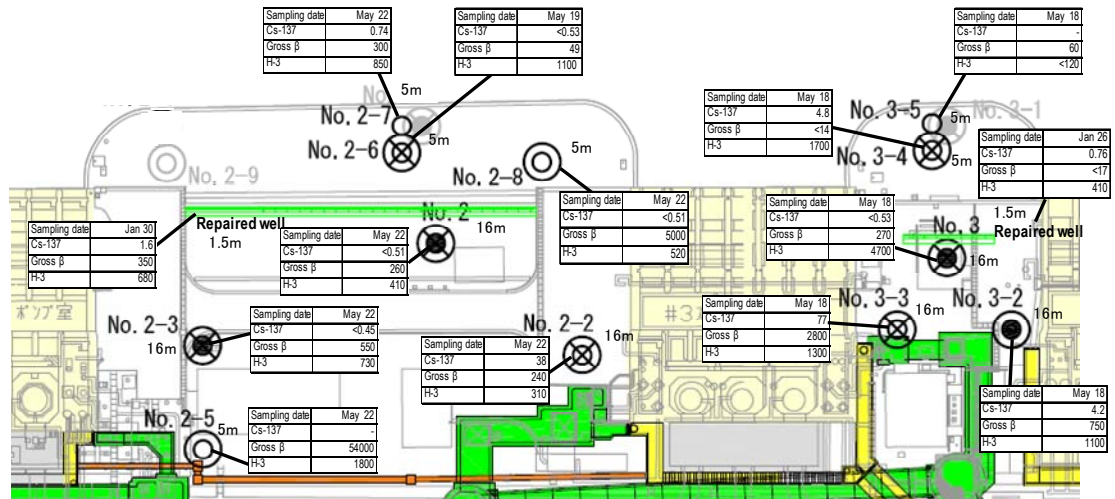 Sampling date May 22
Cs-137 0.74
Gross β 300
H-3 850
Sampling date May 19
Cs-137 <0.53
Gross β 49
H-3 1100
Sampling date May 18
Cs-137 -
Gross β 60
H-3 <120
5m
No. 2-7
5m
No. 2-6
No. 2-8
5m
No. 2-9
Sampling date May 18
Cs-137 4.8
Gross β <14
H-3 1700
No. 3-5
5m
No. 3-1
No. 3-4
5m
Sampling date Jan 26
Cs-137 0.76
Gross β <17
H-3 410
Sampling date Jan 30
Cs-137 1.6
Gross β 350
H-3 680
Repaired well
1.5m
Sampling date May 22
Cs-137 <0.51
Gross β 260
H-3 410
No. 2
16m
Sampling date May 22
Cs-137 <0.51
Gross β 5000
H-3 520
Sampling date May 18
Cs-137 <0.53
Gross β 270
H-3 4700
1.5m
No. 3
Repaired well
16m
ポンプ室
No. 2-3
16m
Sampling date May 22
Cs-137 <0.45
Gross β 550
H-3 730
No. 2-2
16m
Sampling date May 22
Cs-137 38
Gross β 240
H-3 310
#3
Sampling date May 18
Cs-137 77
Gross β 2800
H-3 1300
No. 3-3
16m
No. 3-2
16m
No. 2-5
5m
Sampling date May 22
Cs-137 -
Gross β 54000
H-3 1800
Sampling date May 18
Cs-137 4.2
Gross β 750
H-3 1100